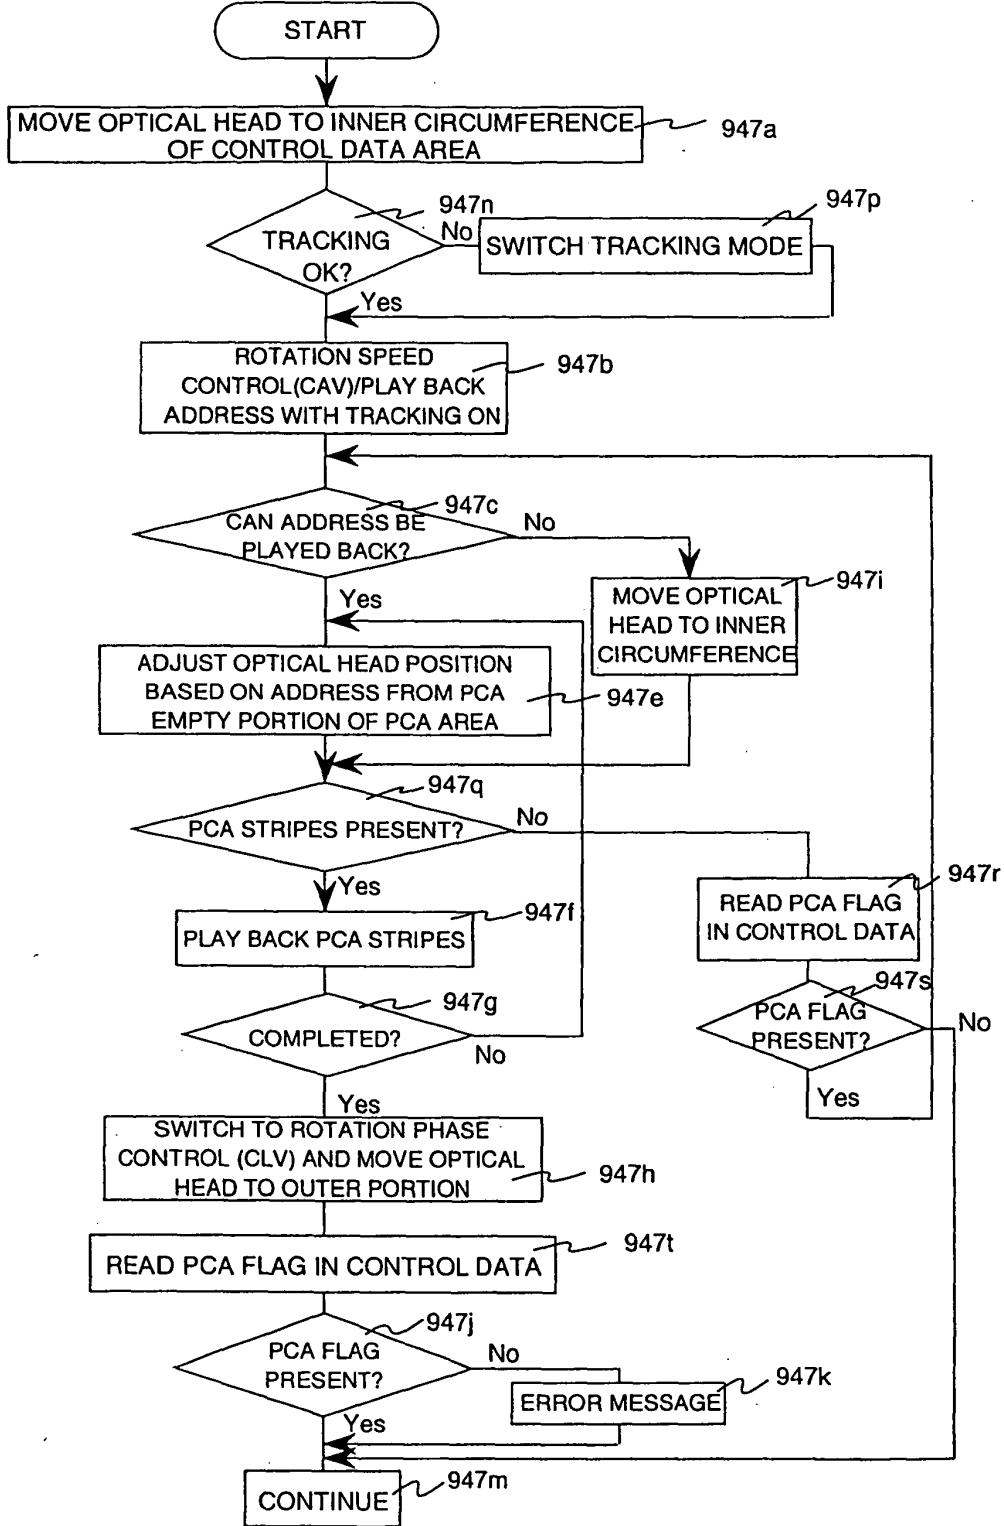 START
MOVE OPTICAL HEAD TO INNER CIRCUMFERENCE
OF CONTROL DATA AREA
947a
947n
TRACKING
OK?
No
947p
SWITCH TRACKING MODE
Yes
ROTATION SPEED
CONTROL(CAV)/PLAY BACK
ADDRESS WITH TRACKING ON
947b
947c
CAN ADDRESS BE
PLAYED BACK?
No
947i
MOVE OPTICAL
HEAD TO INNER
CIRCUMFERENCE
Yes
ADJUST OPTICAL HEAD POSITION
BASED ON ADDRESS FROM PCA
EMPTY PORTION OF PCA AREA
947e
947q
PCA STRIPES PRESENT?
No
Yes
947r
READ PCA FLAG
IN CONTROL DATA
947f
PLAY BACK PCA STRIPES
947s
PCA FLAG
PRESENT?
No
Yes
947g
COMPLETED?
No
Yes
SWITCH TO ROTATION PHASE
CONTROL (CLV) AND MOVE OPTICAL
HEAD TO OUTER PORTION
947h
947t
READ PCA FLAG IN CONTROL DATA
947j
PCA FLAG
PRESENT?
No
947k
ERROR MESSAGE
Yes
947m
CONTINUE